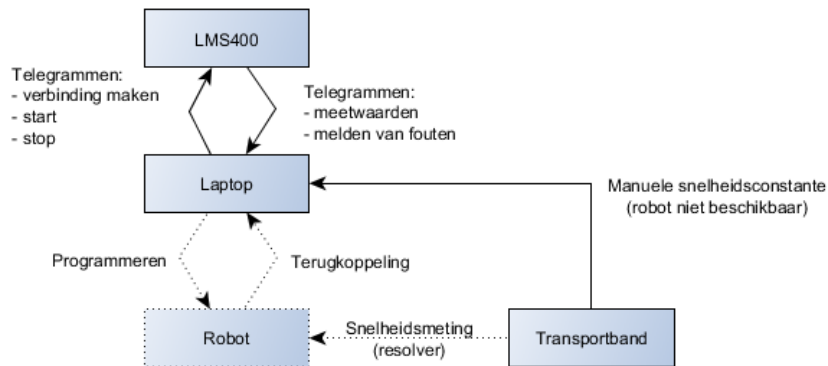 LMS400
Telegrammen:
- verbinding maken
- start
- stop
Telegrammen:
- meetwaarden
- melden van fouten
Laptop
Manuele snelheidsconstante
(robot niet beschikbaar)
Programmeren
Terugkoppeling
Robot
Snelheidsmeting
(resolver)
Transportband